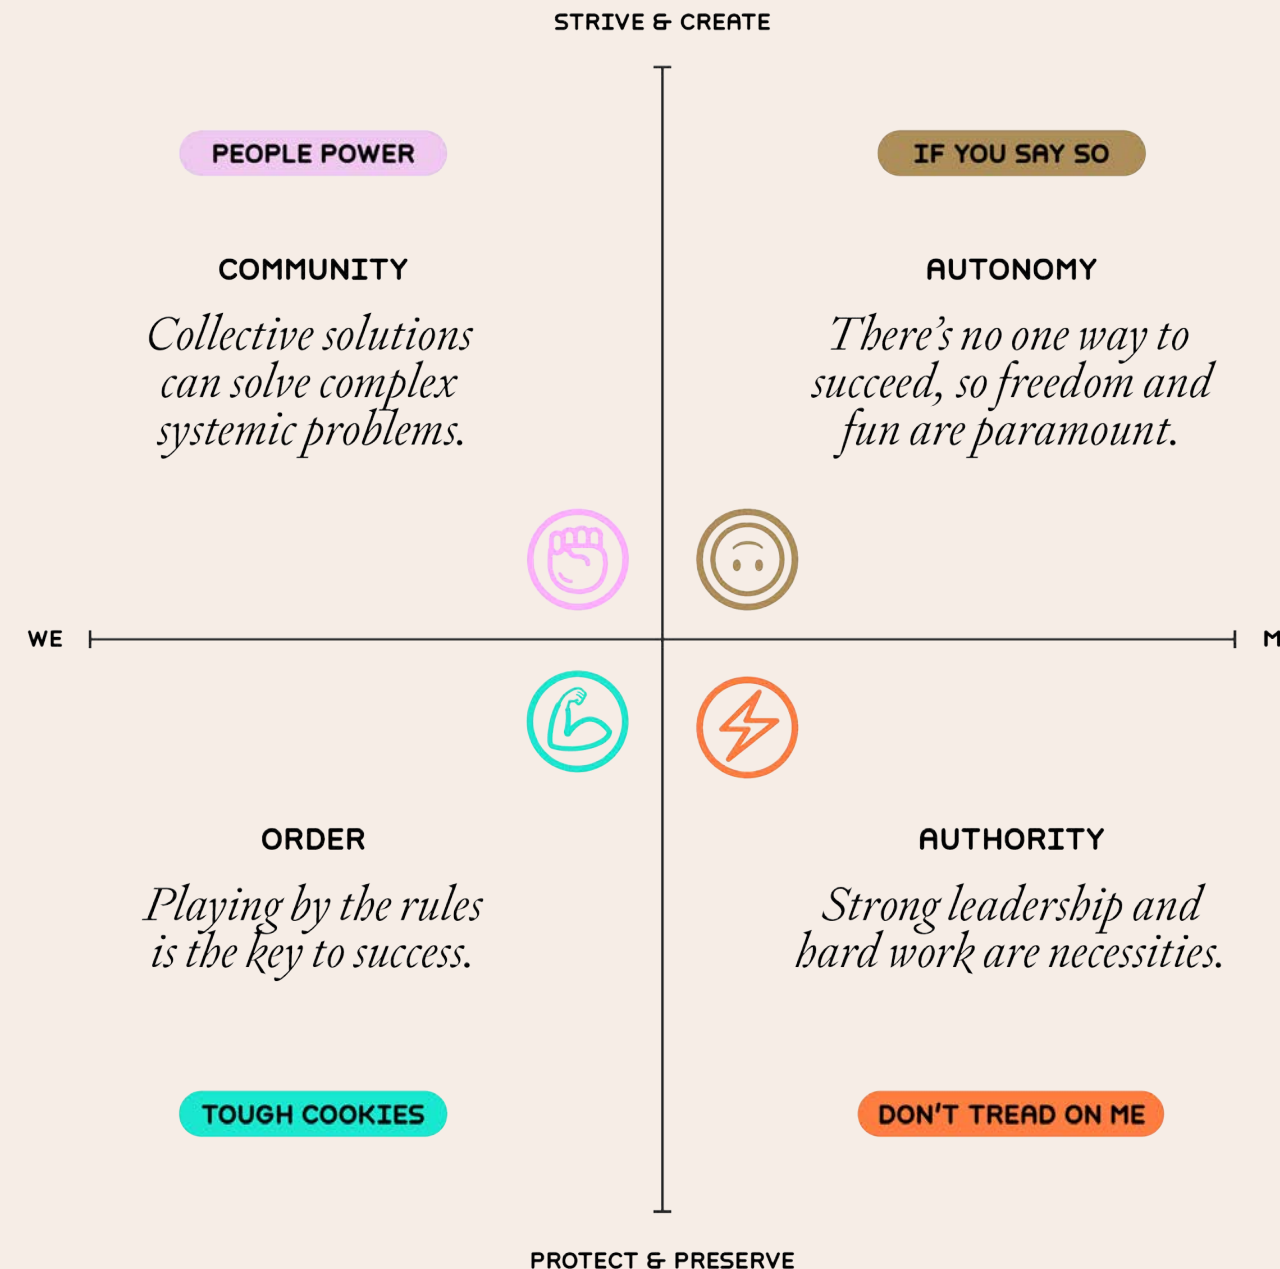 STRIVE & CREATE
PEOPLE POWER
IF YOU SAY SO
COMMUNITY
Collective solutions
can solve complex
systemic problems.
AUTONOMY
There’s no one way to
succeed, so freedom and
fun are paramount.
WE
M
ORDER
Playing by the rules
is the key to success.
AUTHORITY
Strong leadership and
hard work are necessities.
TOUGH COOKIES
DON’T TREAD ON ME
PROTECT & PRESERVE